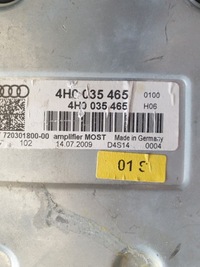 4H0 035 465 0100
4H0 035 465 H06
720301800-00 amplifier MOST Made in Germany
102 14.07.2009 D4S14 0004
01 S